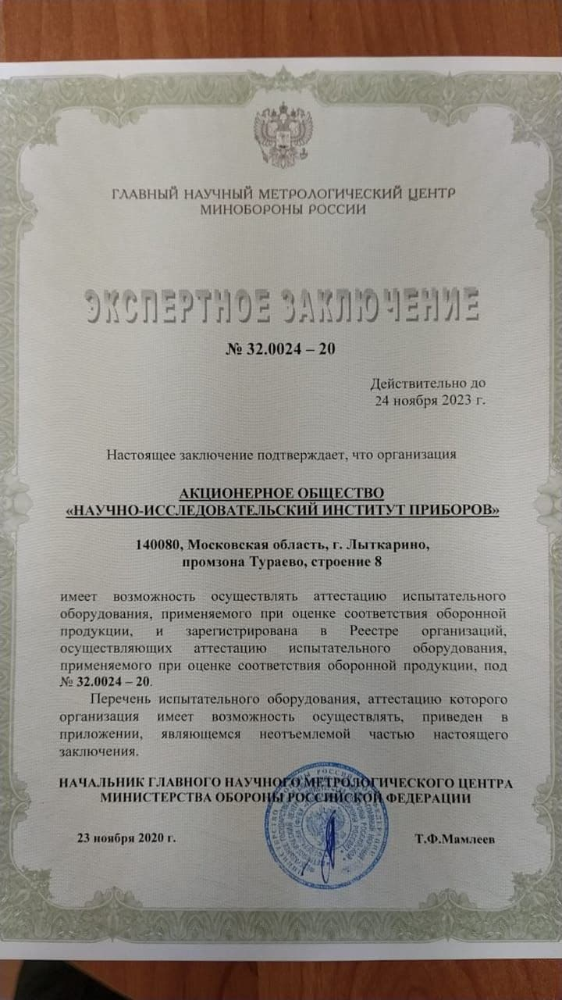 ГЛАВНЫЙ НАУЧНЫЙ МЕТРОЛОГИЧЕСКИЙ ЦЕНТР
МИНОБОРОНЫ РОССИИ
ЭКСПЕРТНОЕ ЗАКЛЮЧЕНИЕ
№ 32.0024 – 20
Действительно до
24 ноября 2023 г.
Настоящее заключение подтверждает, что организация
АКЦИОНЕРНОЕ ОБЩЕСТВО
«НАУЧНО-ИССЛЕДОВАТЕЛЬСКИЙ ИНСТИТУТ ПРИБОРОВ»
140080, Московская область, г. Лыткарино,
промзона Тураево, строение 8
имеет возможность осуществлять аттестацию испытательного
оборудования, применяемого при оценке соответствия оборонной
продукции, и зарегистрирована в Реестре организаций,
осуществляющих аттестацию испытательного оборудования,
применяемого при оценке соответствия оборонной продукции, под
№ 32.0024 – 20.
Перечень испытательного оборудования, аттестацию которого
организация имеет возможность осуществлять, приведен в
приложении, являющемся неотъемлемой частью настоящего
заключения.
НАЧАЛЬНИК ГЛАВНОГО НАУЧНОГО МЕТРОЛОГИЧЕСКОГО ЦЕНТРА
МИНИСТЕРСТВА ОБОРОНЫ РОССИЙСКОЙ ФЕДЕРАЦИИ
23 ноября 2020 г.
Т.Ф.Мамлеев